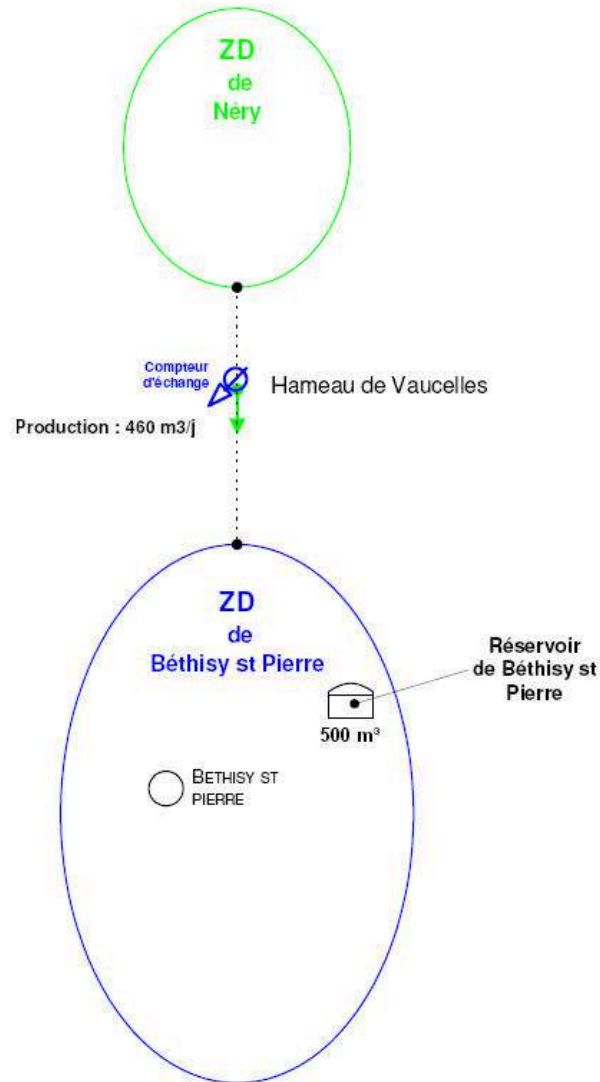 ZD
de
Néry
Compteur
d'échange
Hameau de Vaucelles
Production : 460 m3/j
ZD
de
Béthisy st Pierre
Réservoir
de Béthisy st
Pierre
500 m³
BETHISY ST
PIERRE